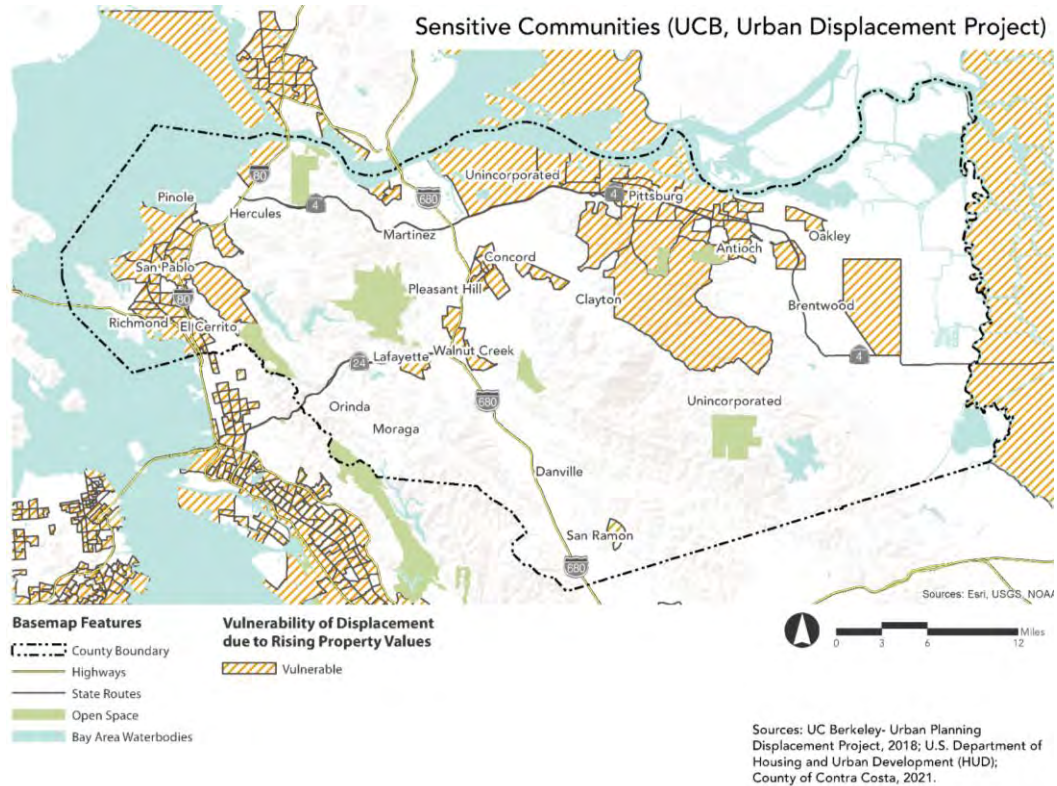 Sensitive Communities (UCB, Urban Displacement Project)
80
680
Unincorporated
4
Pittsburg
Pinole
Hercules
4
Martinez
Oakley
Antioch
Concord
San Pablo
80
Pleasant Hill
Clayton
Brentwood
Richmond
El Cerrito
Walnut Creek
Lafayette
24
4
680
Orinda
Unincorporated
Moraga
Danville
San Ramon
680
Sources: Esri, USGS, NOAA
Basemap Features
County Boundary
Highways
State Routes
Open Space
Bay Area Waterbodies
Vulnerability of Displacement
due to Rising Property Values
Vulnerable
Miles
0 3 6 12
Sources: UC Berkeley- Urban Planning
Displacement Project, 2018; U.S. Department of
Housing and Urban Development (HUD);
County of Contra Costa, 2021.